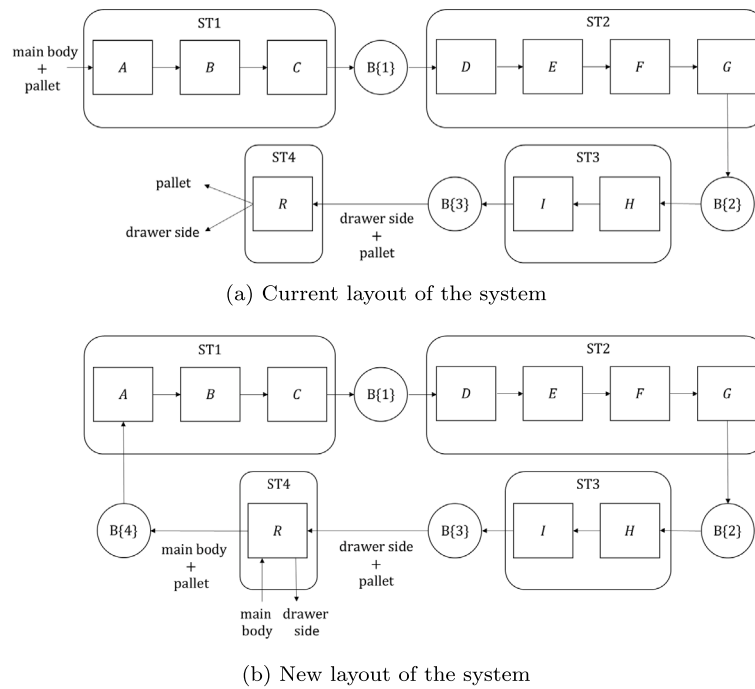 ST1
ST2
main body
+
pallet
A
B
C
B{1}
D
E
F
G
ST4
ST3
pallet
drawer side
R
drawer side
+
pallet
B{3}
I
H
B{2}
(a) Current layout of the system
ST1
ST2
A
B
C
B{1}
D
E
F
G
ST4
ST3
B{4}
main body
+
pallet
R
drawer side
+
pallet
B{3}
I
H
B{2}
main
body
drawer
side
(b) New layout of the system